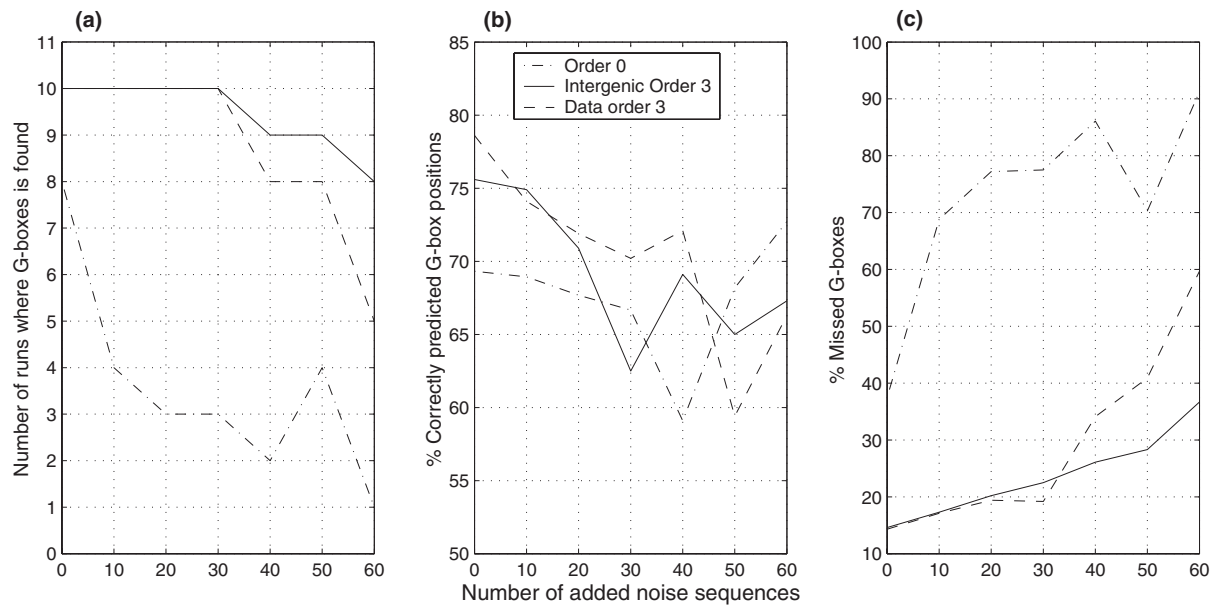 (a)
Number of runs where G-boxes is found
11
10
9
8
7
6
5
4
3
2
1
0
0 10 20 30 40 50 60
(b)
% Correctly predicted G-box positions
85
80
75
70
65
60
55
50
Order 0
Intergenic Order 3
Data order 3
0 10 20 30 40 50 60
Number of added noise sequences
(c)
% Missed G-boxes
100
90
80
70
60
50
40
30
20
10
0 10 20 30 40 50 60